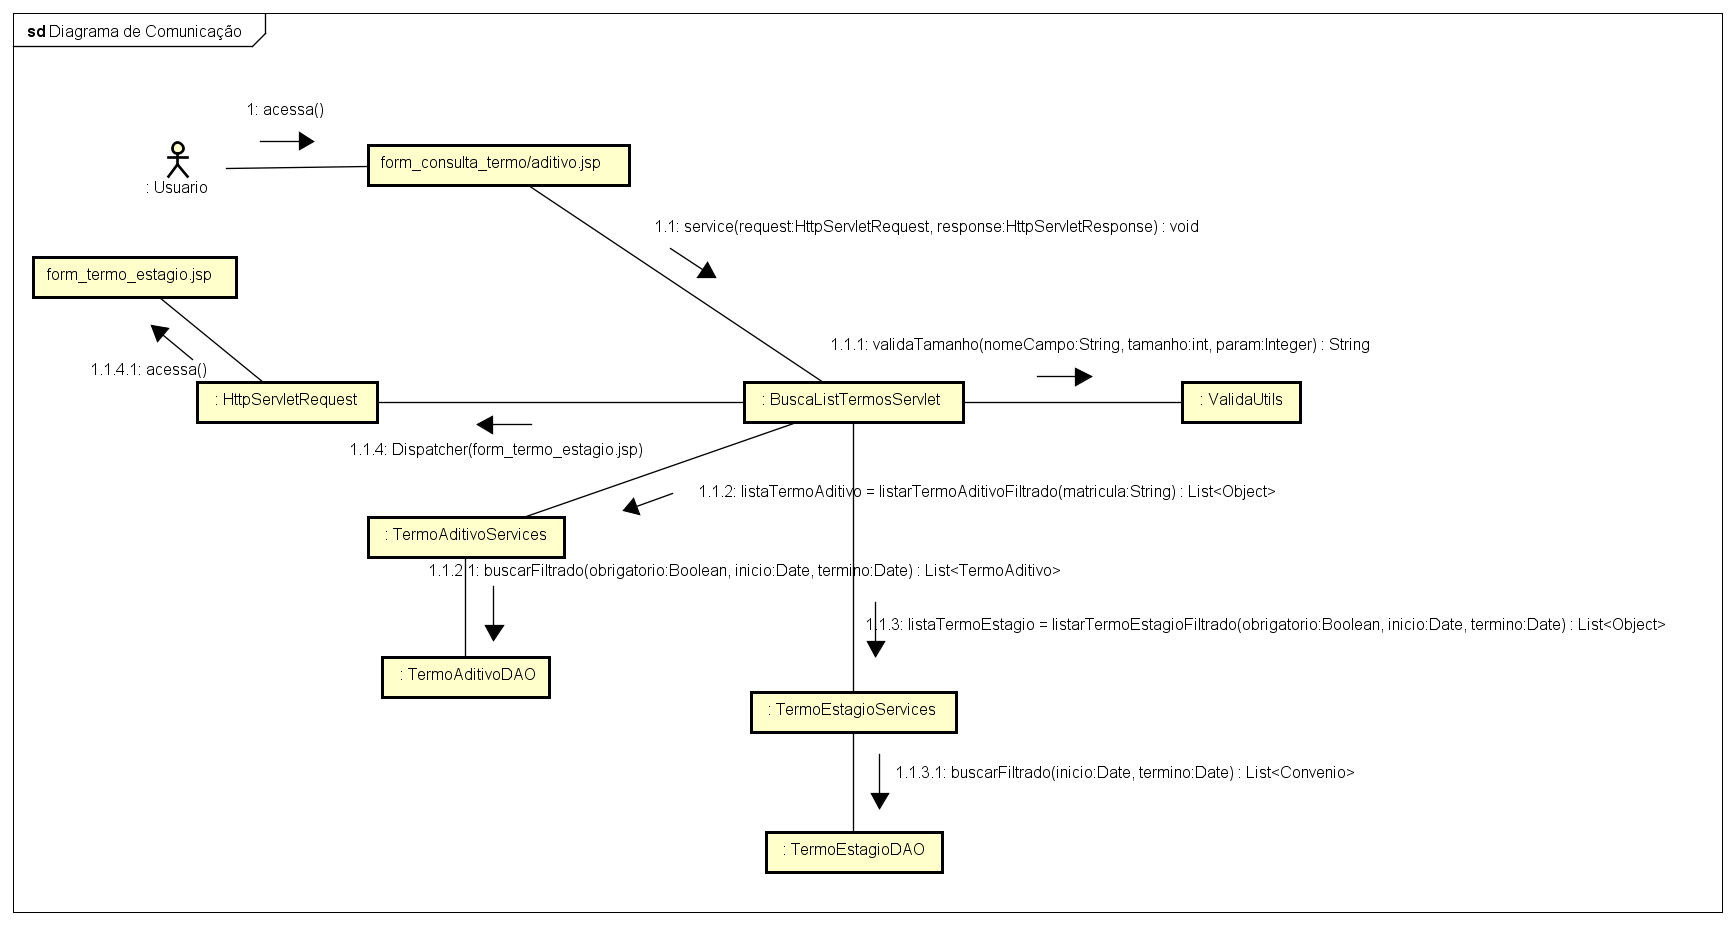 sd Diagrama de Comunicação
1: acessa()
form_consulta_termo/aditivo.jsp
: Usuario
1.1: service(request:HttpServletRequest, response:HttpServletResponse) : void
form_termo_estagio.jsp
1.1.1: validaTamanho(nomeCampo:String, tamanho:int, param:Integer) : String
1.1.4.1: acessa()
: HttpServletRequest
: BuscaListTermosServlet
: ValidaUtils
1.1.4: Dispatcher(form_termo_estagio.jsp)
1.1.2: listaTermoAditivo = listarTermoAditivoFiltrado(matricula:String) : List<Object>
: TermoAditivoServices
1.1.2.1: buscarFiltrado(obrigatorio:Boolean, inicio:Date, termino:Date) : List<TermoAditivo>
1.1.3: listaTermoEstagio = listarTermoEstagioFiltrado(obrigatorio:Boolean, inicio:Date, termino:Date) : List<Object>
: TermoAditivoDAO
: TermoEstagioServices
1.1.3.1: buscarFiltrado(inicio:Date, termino:Date) : List<Convenio>
: TermoEstagioDAO